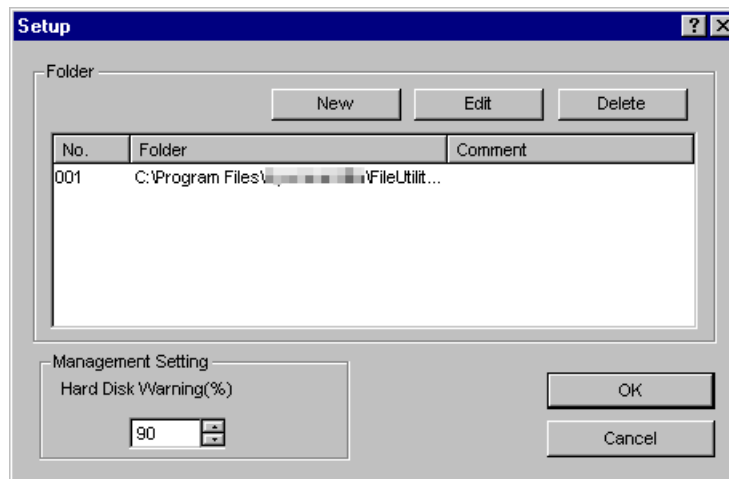 Setup
Folder
New Edit Delete
No. Folder Comment
001 C:\Program Files\ \FileUtilit...
Management Setting
Hard Disk Warning(%)
90
OK
Cancel